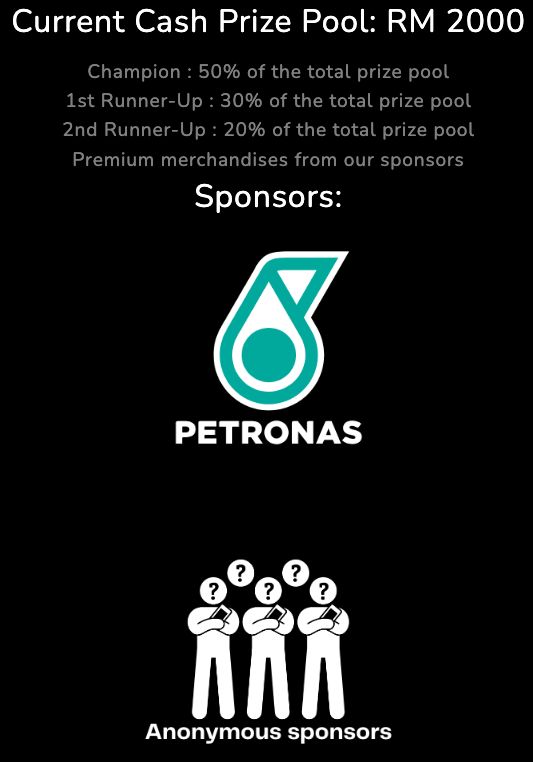 Current Cash Prize Pool: RM 2000
Champion : 50% of the total prize pool
1st Runner-Up : 30% of the total prize pool
2nd Runner-Up : 20% of the total prize pool
Premium merchandises from our sponsors
Sponsors:
PETRONAS
? ?
? ? ?
Anonymous sponsors